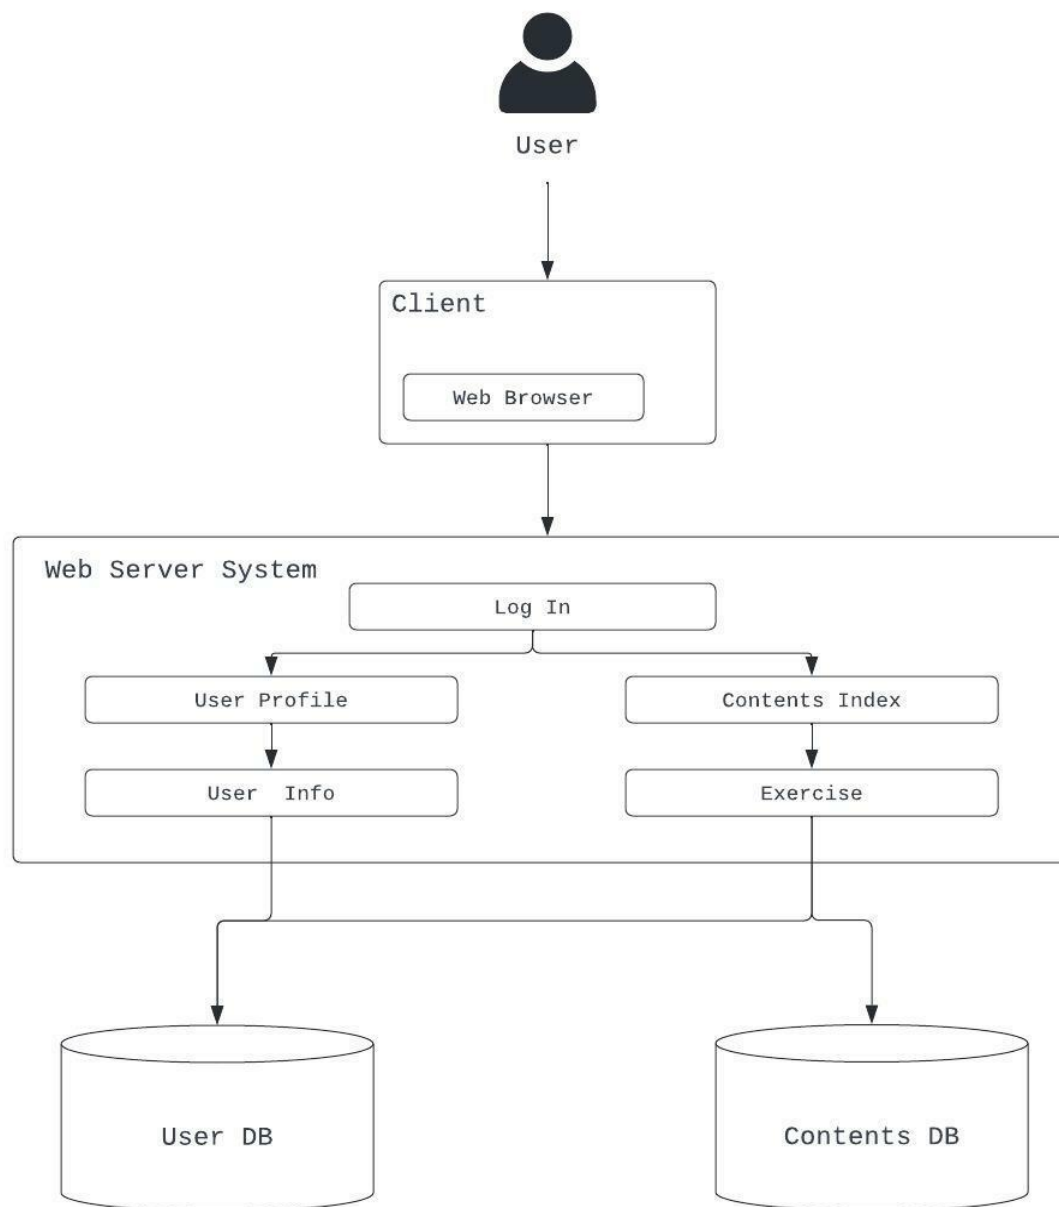 User
Client
Web Browser
Web Server System
Log In
User Profile
Contents Index
User  Info
Exercise
User DB
Contents DB